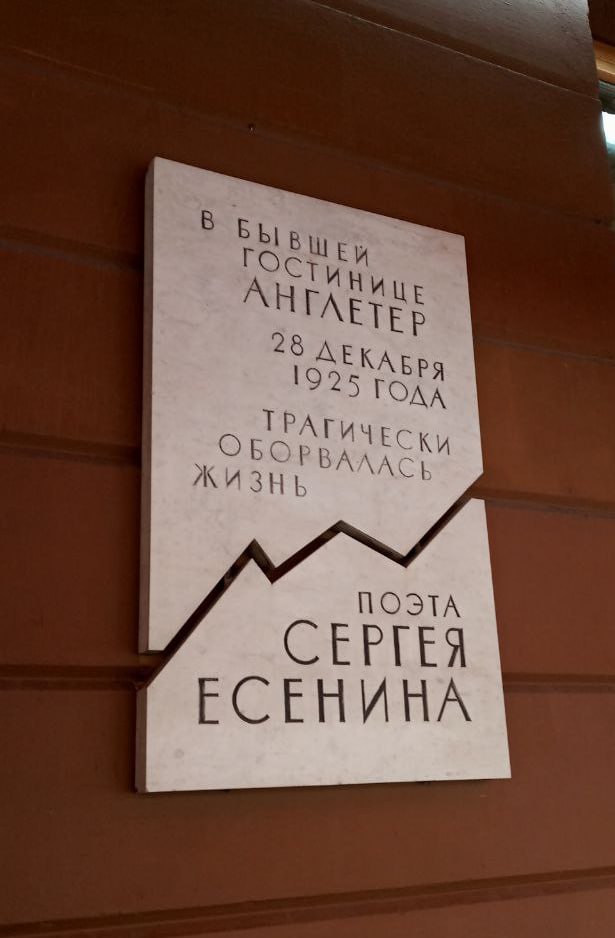 В БЫВШЕЙ
ГОСТИНИЦЕ
АНГЛЕТЕР
28 ДЕКАБРЯ
1925 ГОДА
ТРАГИЧЕСКИ
ОБОРВАЛАСЬ
ЖИЗНЬ
ПОЭТА
СЕРГЕЯ
ЕСЕНИНА